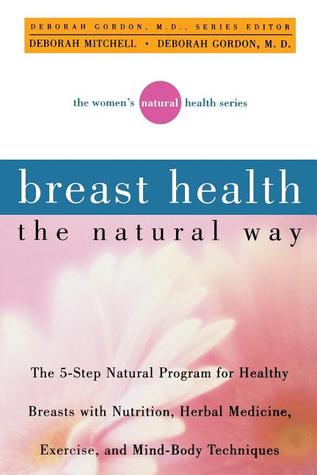 DEBORAH GORDON, M.D., SERIES EDITOR
DEBORAH MITCHELL • DEBORAH GORDON, M. D.
the women's natural health series
breast health
the natural way
The 5-Step Natural Program for Healthy
Breasts with Nutrition, Herbal Medicine,
Exercise, and Mind-Body Techniques